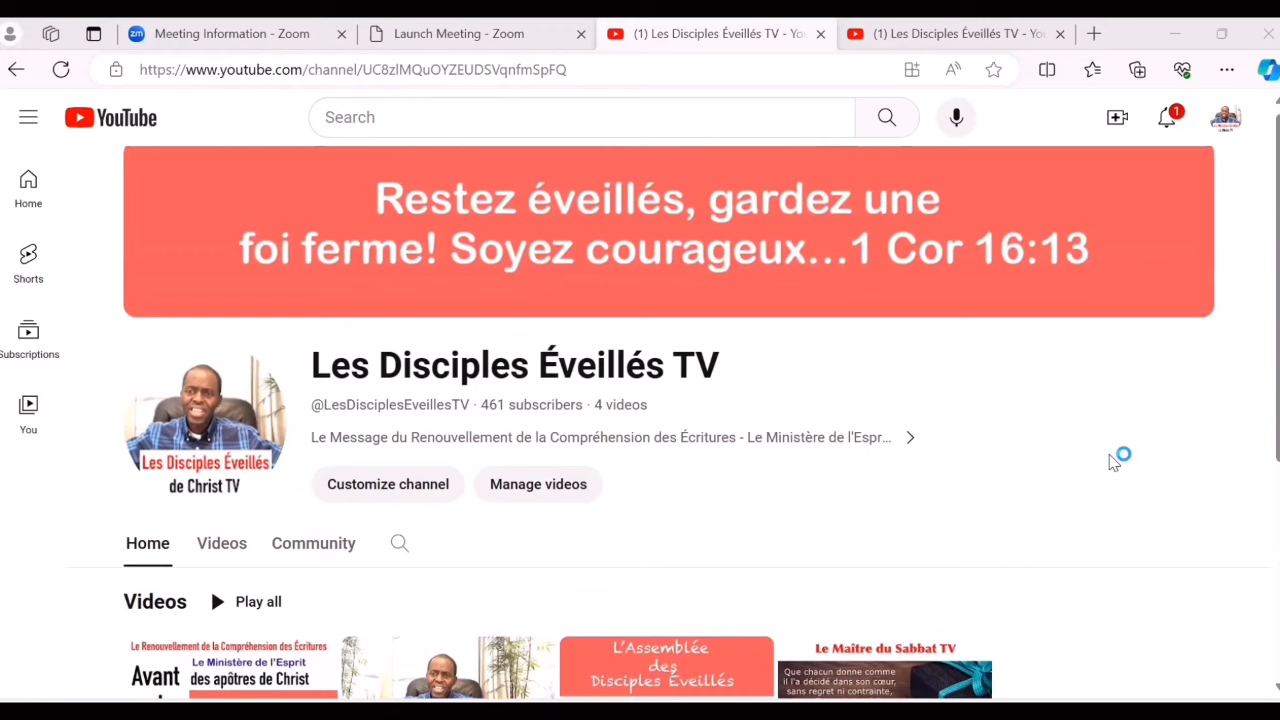 Meeting Information - Zoom
Launch Meeting - Zoom
(1) Les Disciples Éveillés TV - You
(1) Les Disciples Éveillés TV - You
https://www.youtube.com/channel/UC8zlMQuOYZEUDSVqnfmSpFQ
YouTube
Search
1
Home
Shorts
Subscriptions
You
Restez éveillés, gardez une
foi ferme! Soyez courageux...1 Cor 16:13
Les Disciples Éveillés TV
@LesDisciplesEveillesTV · 461 subscribers · 4 videos
Le Message du Renouvellement de la Compréhension des Écritures - Le Ministère de l'Espr...
Les Disciples Éveillés
de Christ TV
Customize channel
Manage videos
Home
Videos
Community
Videos
Play all
Le Renouvellement de la Compréhension des Écritures
Avant
Le Ministère de l'Esprit
des apôtres de Christ
L'Assemblée
des
Disciples Éveillés
Le Maître du Sabbat TV
Que chacun donne comme
il l'a décidé dans son cœur,
sans regret ni contrainte,